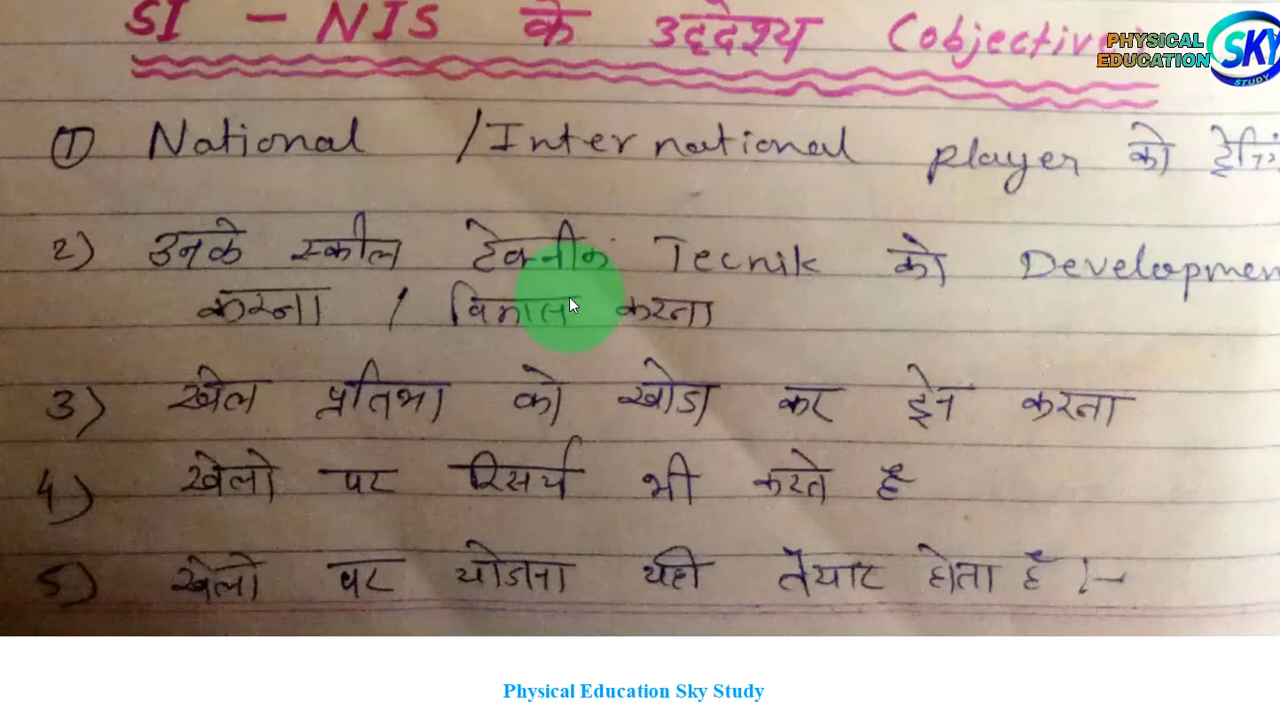 SI - NIS के उद्देश्य (objective
PHYSICAL EDUCATION SKY STUDY
① National / International player को
2) उनके स्कील टेक्नीक Tecnik को Developmen
करना / विकास करना
3) खेल प्रतिभा को खोज कर ट्रेन करना
4) खेलो पर रिसर्च भी करते है
5) खेलो पर योजना यही तैयार होता है :-
Physical Education Sky Study